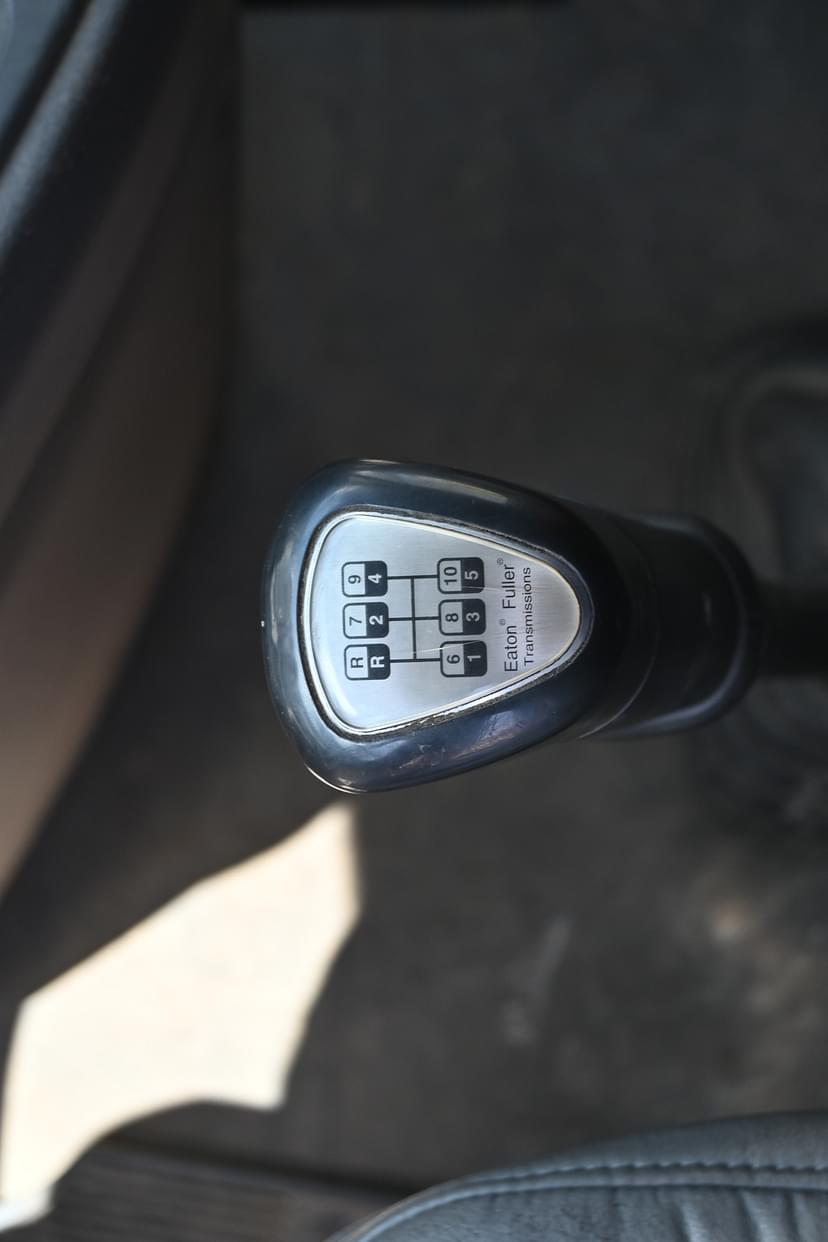 R 7 9
R 2 4
6 8 10
1 3 5
Eaton® Fuller®
Transmissions